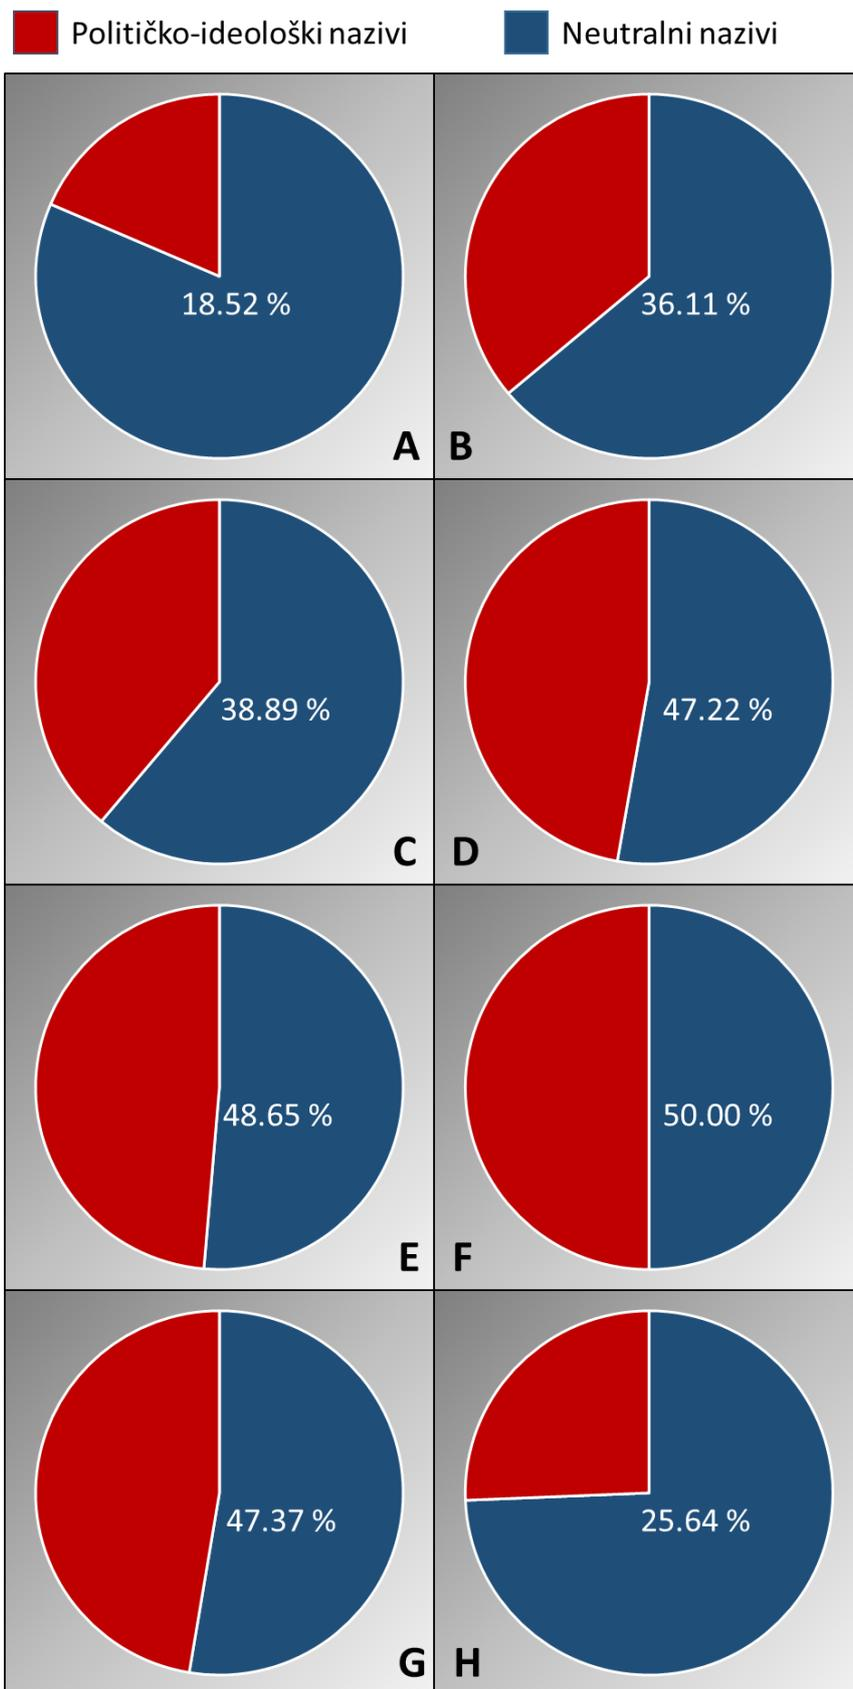 Političko-ideološki nazivi Neutralni nazivi
18.52 %
A
36.11 %
B
38.89 %
C
47.22 %
D
48.65 %
E
50.00 %
F
47.37 %
G
25.64 %
H